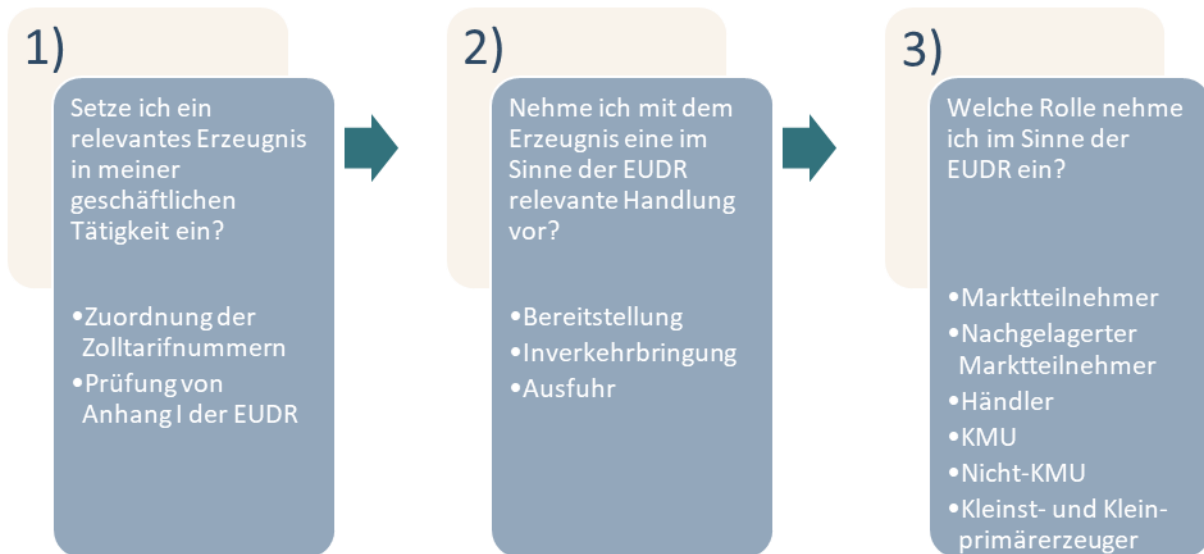 1)
Setze ich ein
relevantes Erzeugnis
in meiner
geschäftlichen
Tätigkeit ein?
•Zuordnung der
Zolltarifnummern
•Prüfung von
Anhang I der EUDR
2)
Nehme ich mit dem
Erzeugnis eine im
Sinne der EUDR
relevante Handlung
vor?
•Bereitstellung
•Inverkehrbringung
•Ausfuhr
3)
Welche Rolle nehme
ich im Sinne der
EUDR ein?
•Marktteilnehmer
•Nachgelagerter
Marktteilnehmer
•Händler
•KMU
•Nicht-KMU
•Kleinst- und Klein-
primärerzeuger